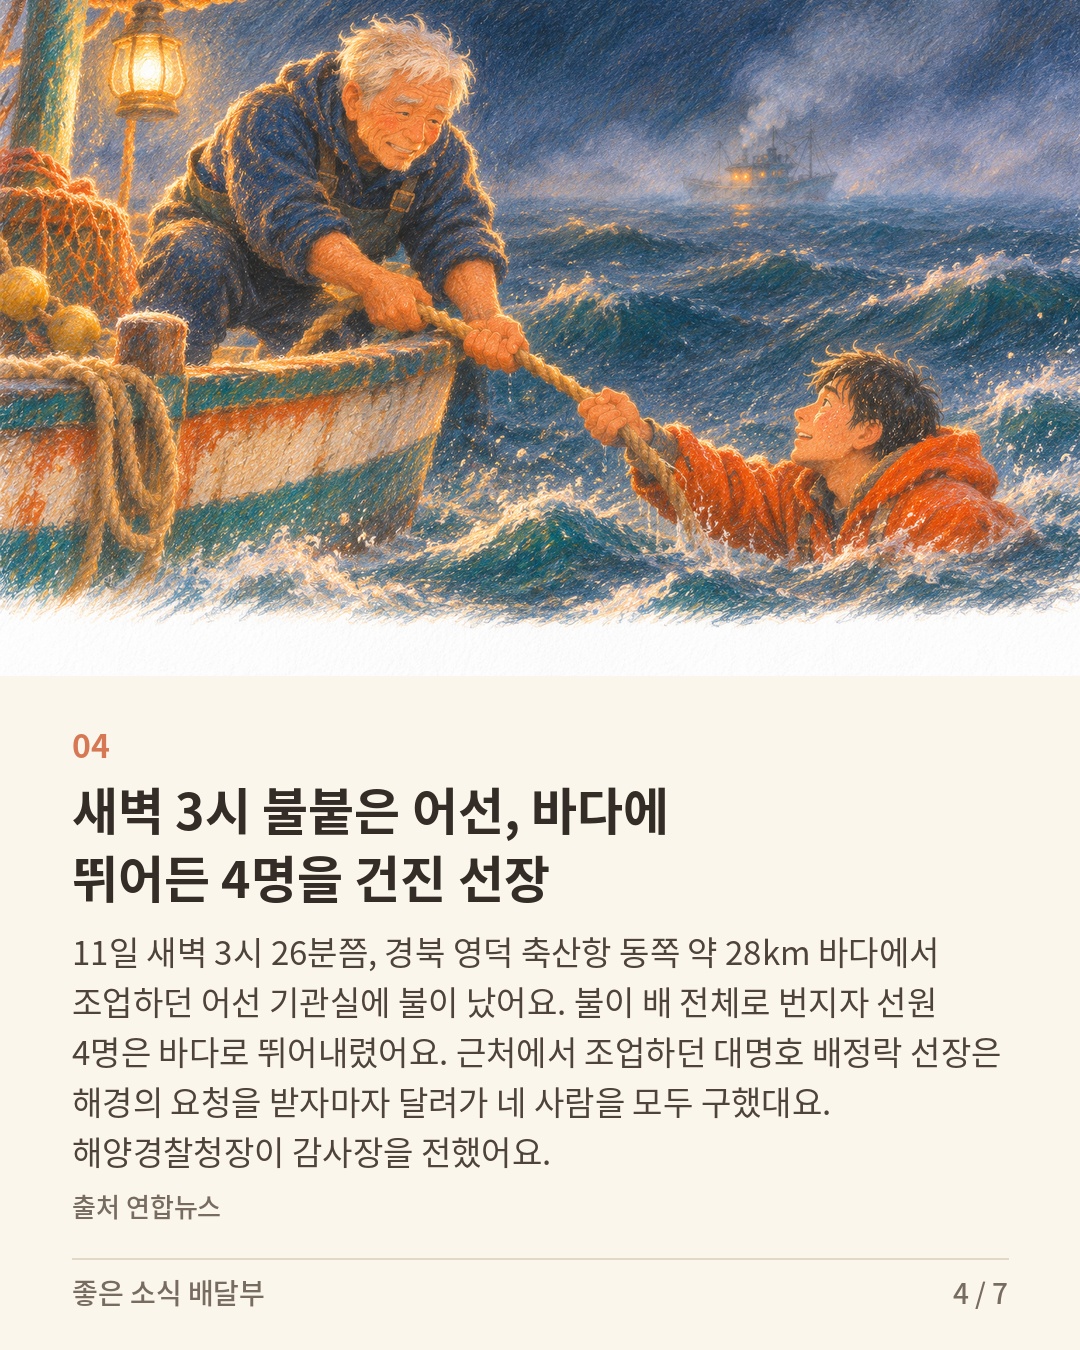 04
새벽 3시 불붙은 어선, 바다에
뛰어든 4명을 건진 선장
11일 새벽 3시 26분쯤, 경북 영덕 축산항 동쪽 약 28km 바다에서
조업하던 어선 기관실에 불이 났어요. 불이 배 전체로 번지자 선원
4명은 바다로 뛰어내렸어요. 근처에서 조업하던 대명호 배정락 선장은
해경의 요청을 받자마자 달려가 네 사람을 모두 구했대요.
해양경찰청장이 감사장을 전했어요.
출처 연합뉴스
좋은 소식 배달부
4 / 7